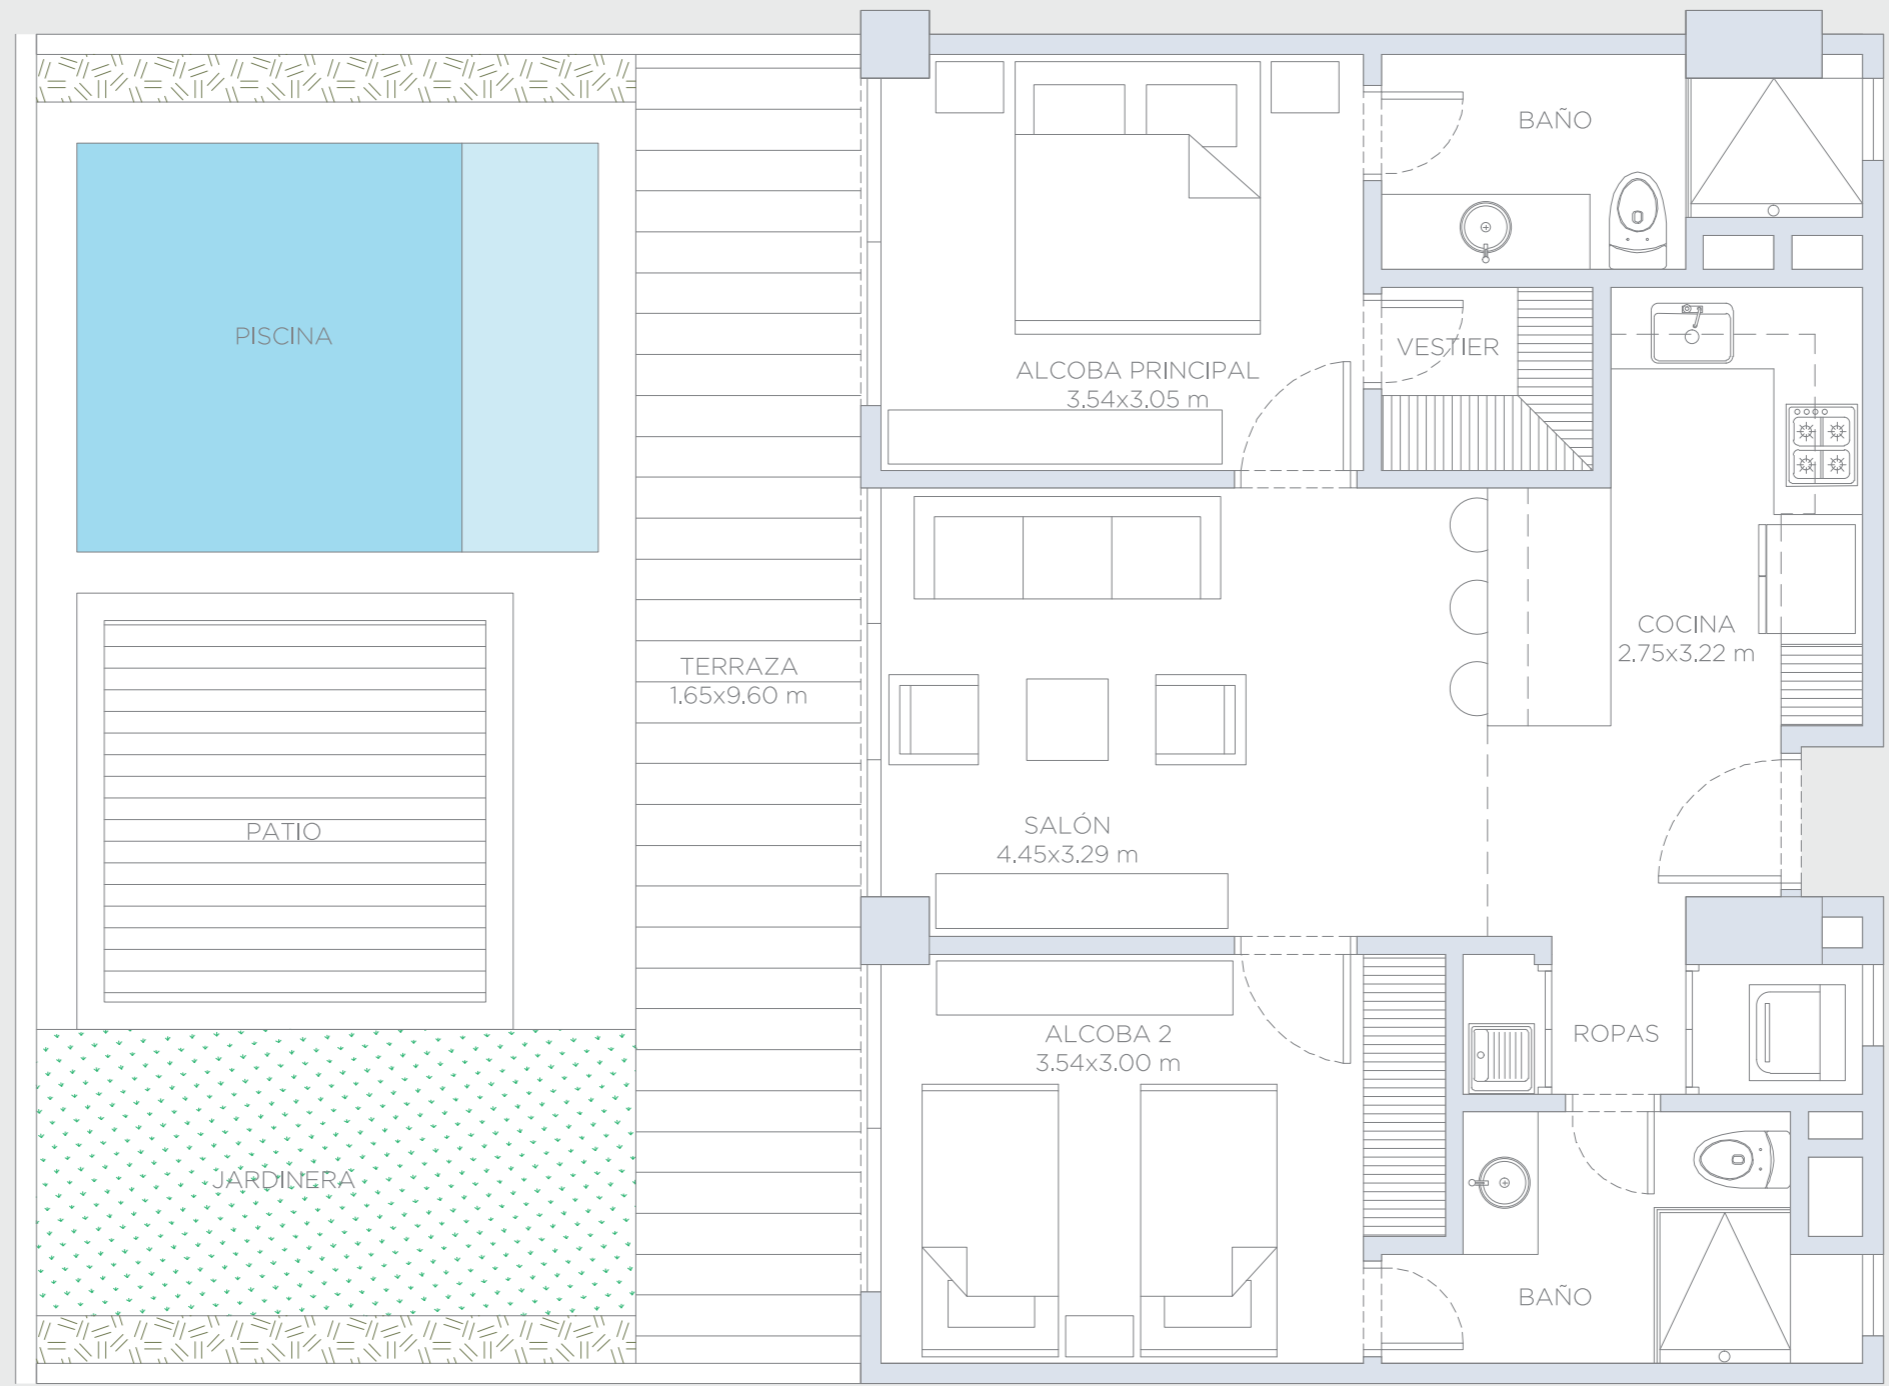 BAÑO
PISCINA
VESTIER
ALCOBA PRINCIPAL
3.54x3.05 m
COCINA
2.75x3.22 m
TERRAZA
1.65x9.60 m
SALÓN
4.45x3.29 m
PATIO
ALCOBA 2
3.54x3.00 m
ROPAS
JARDINERA
BAÑO